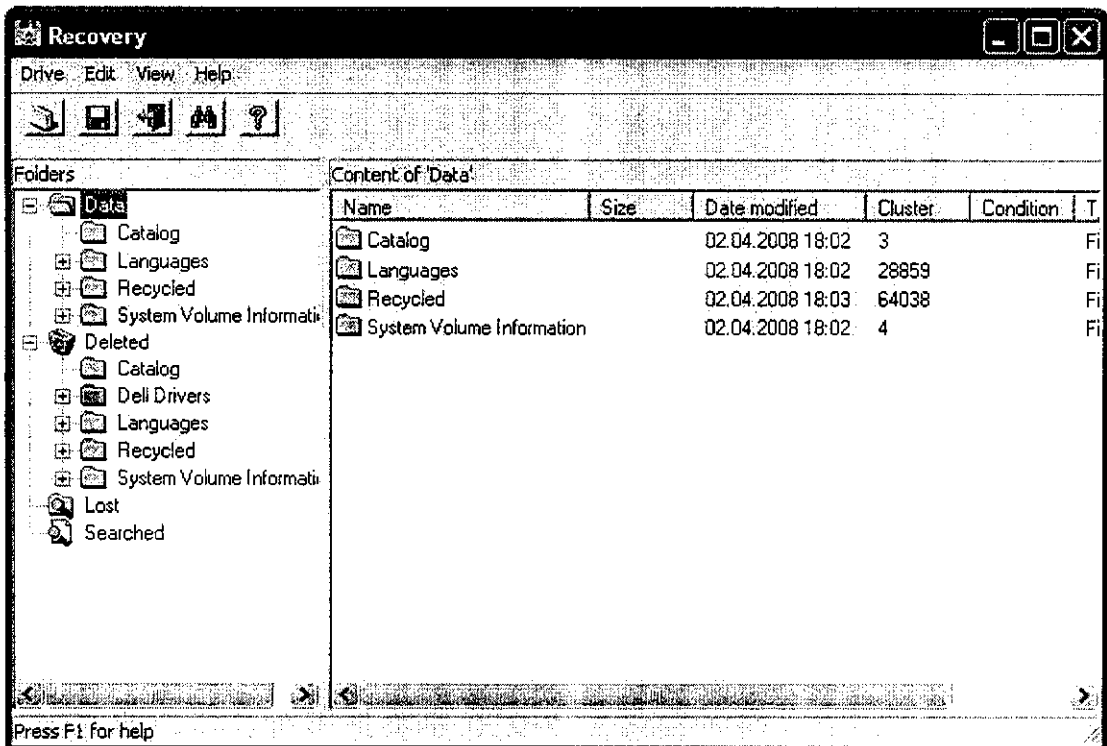 Recovery
Drive Edit View Help
Folders
Data
Catalog
Languages
Recycled
System Volume Informati
Deleted
Catalog
Dell Drivers
Languages
Recycled
System Volume Informati
Lost
Searched
Content of 'Data'
Name Size Date modified Cluster Condition T
Catalog 02.04.2008 18:02 3 Fi
Languages 02.04.2008 18:02 28859 Fi
Recycled 02.04.2008 18:03 64038 Fi
System Volume Information 02.04.2008 18:02 4 Fi
Press F1 for help